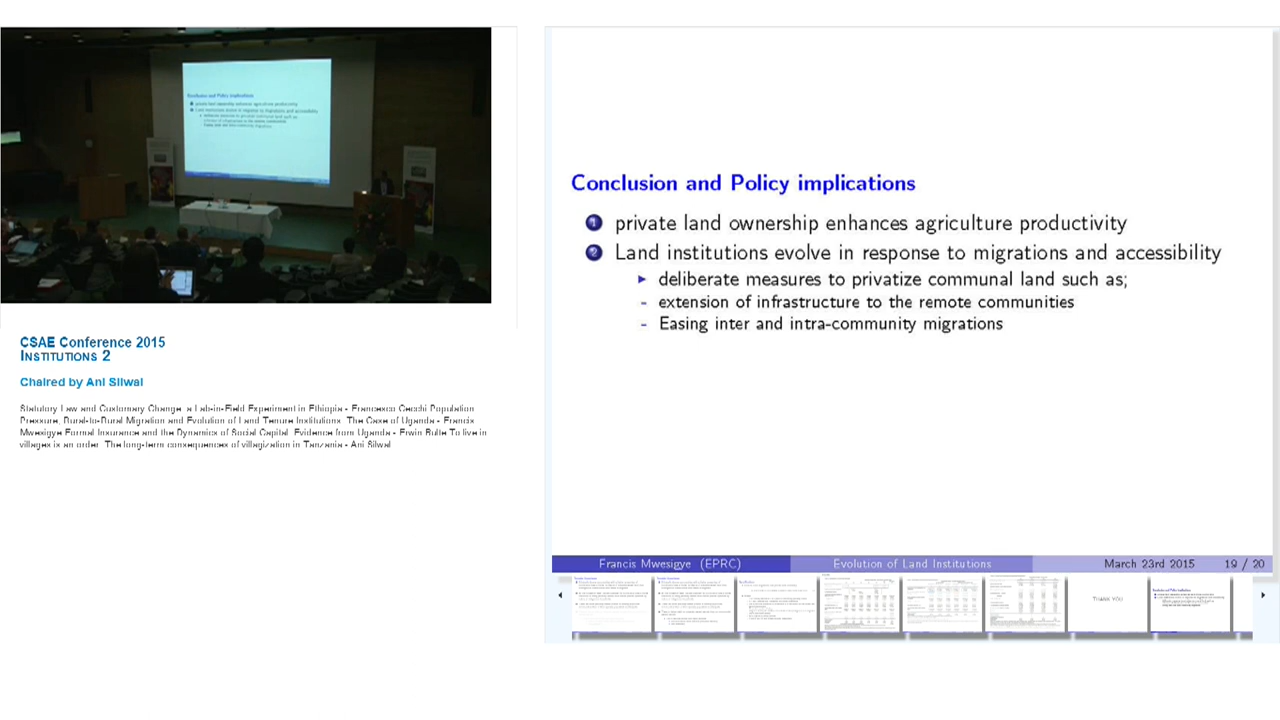 CSAE Conference 2015
INSTITUTIONS 2
Chaired by Ani Silwal
Statutory Law and Customary Change: a Lab-in-Field Experiment in Ethiopia - Francesco Cecchi Population
Pressure, Rural-to-Rural Migration and Evolution of Land Tenure Institutions: The Case of Uganda - Francis
Mwesigye Formal Insurance and the Dynamics of Social Capital: Evidence from Uganda - Erwin Bulte To live in
villages is an order: The long-term consequences of villagization in Tanzania - Ani Silwal
Conclusion and Policy implications
1 private land ownership enhances agriculture productivity
2 Land institutions evolve in response to migrations and accessibility
deliberate measures to privatize communal land such as;
- extension of infrastructure to the remote communities
- Easing inter and intra-community migrations
Francis Mwesigye (EPRC) Evolution of Land Institutions March 23rd 2015 19 / 20
THANK YOU